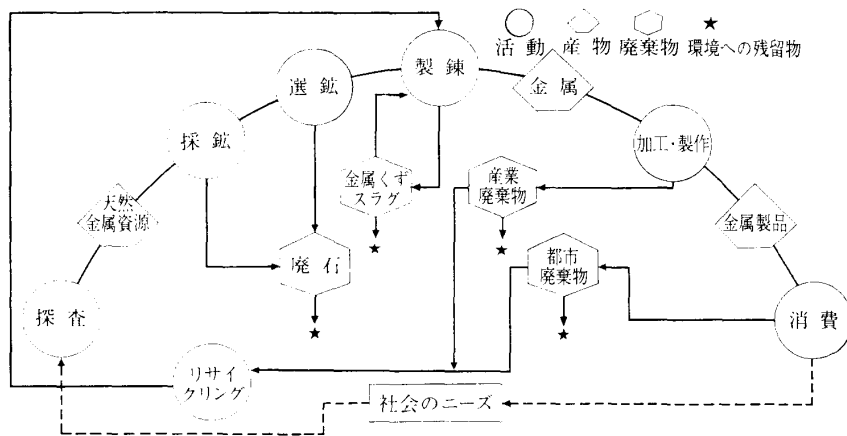 活動
産物
廃棄物
環境への残留物
製錬
選鉱
金属
採鉱
加工・製作
金属くず
スラグ
産業
廃棄物
天然
金属資源
金属製品
廃石
都市
廃棄物
探査
消費
リサイ
クリング
社会のニーズ